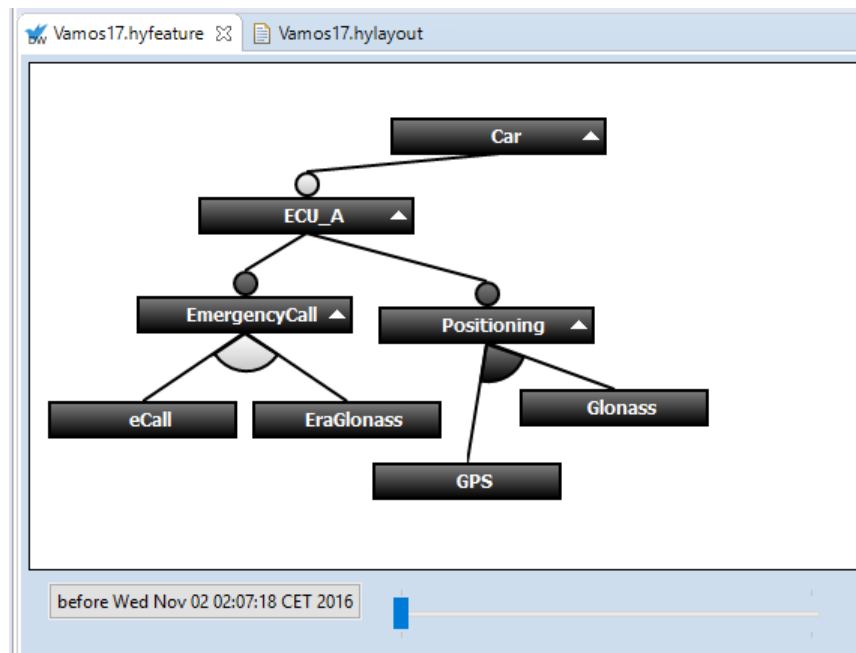 Vamos17.hyfeature
Vamos17.hylayout
Car
ECU_A
EmergencyCall
Positioning
eCall
EraGlonass
Glonass
GPS
before Wed Nov 02 02:07:18 CET 2016